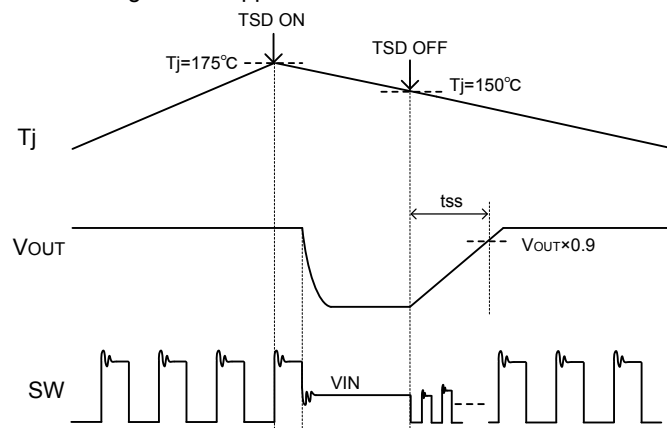 TSD ON
TSD OFF
Tj=175°C
Tj=150°C
Tj
tss
VOUT
VOUT×0.9
VIN
SW